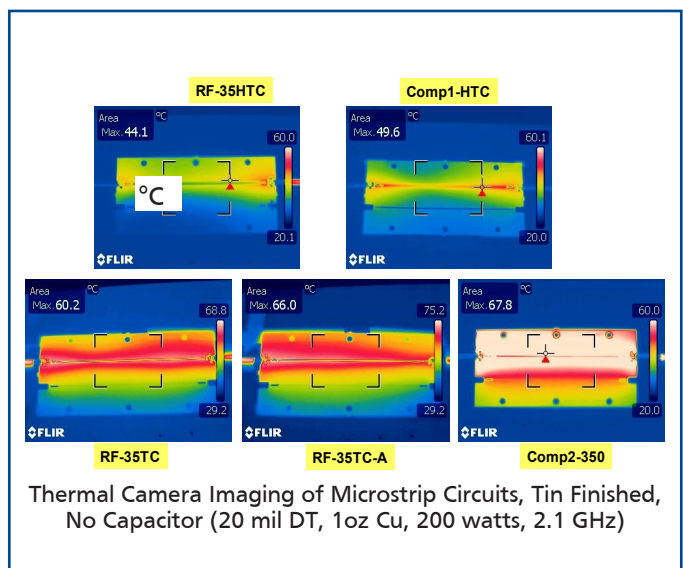 RF-35HTC
Comp1-HTC
Area
Max. 44.1
°C
60.0
°C
20.1
FLIR
Area
Max. 49.6
°C
60.1
20.0
FLIR
Area
Max. 60.2
°C
68.8
29.2
FLIR
Area
Max. 66.0
°C
75.2
29.2
FLIR
Area
Max. 67.8
°C
60.0
20.0
FLIR
RF-35TC
RF-35TC-A
Comp2-350
Thermal Camera Imaging of Microstrip Circuits, Tin Finished,
No Capacitor (20 mil DT, 1oz Cu, 200 watts, 2.1 GHz)